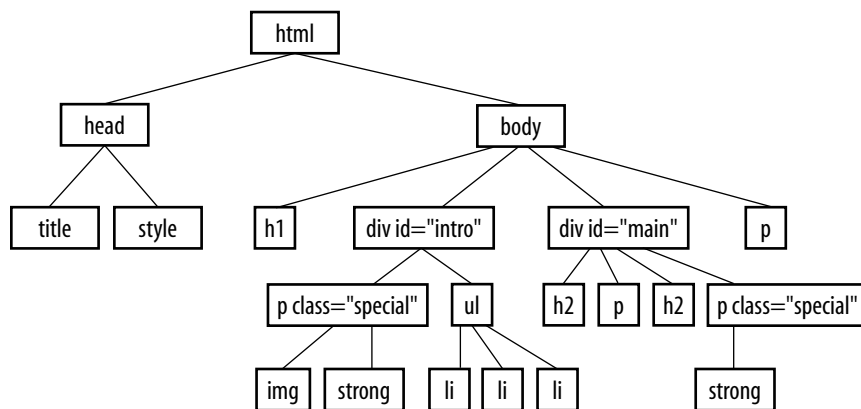 html
head
body
title
style
h1
div id="intro"
div id="main"
p
p class="special"
ul
h2
p
h2
p class="special"
img
strong
li
li
li
strong